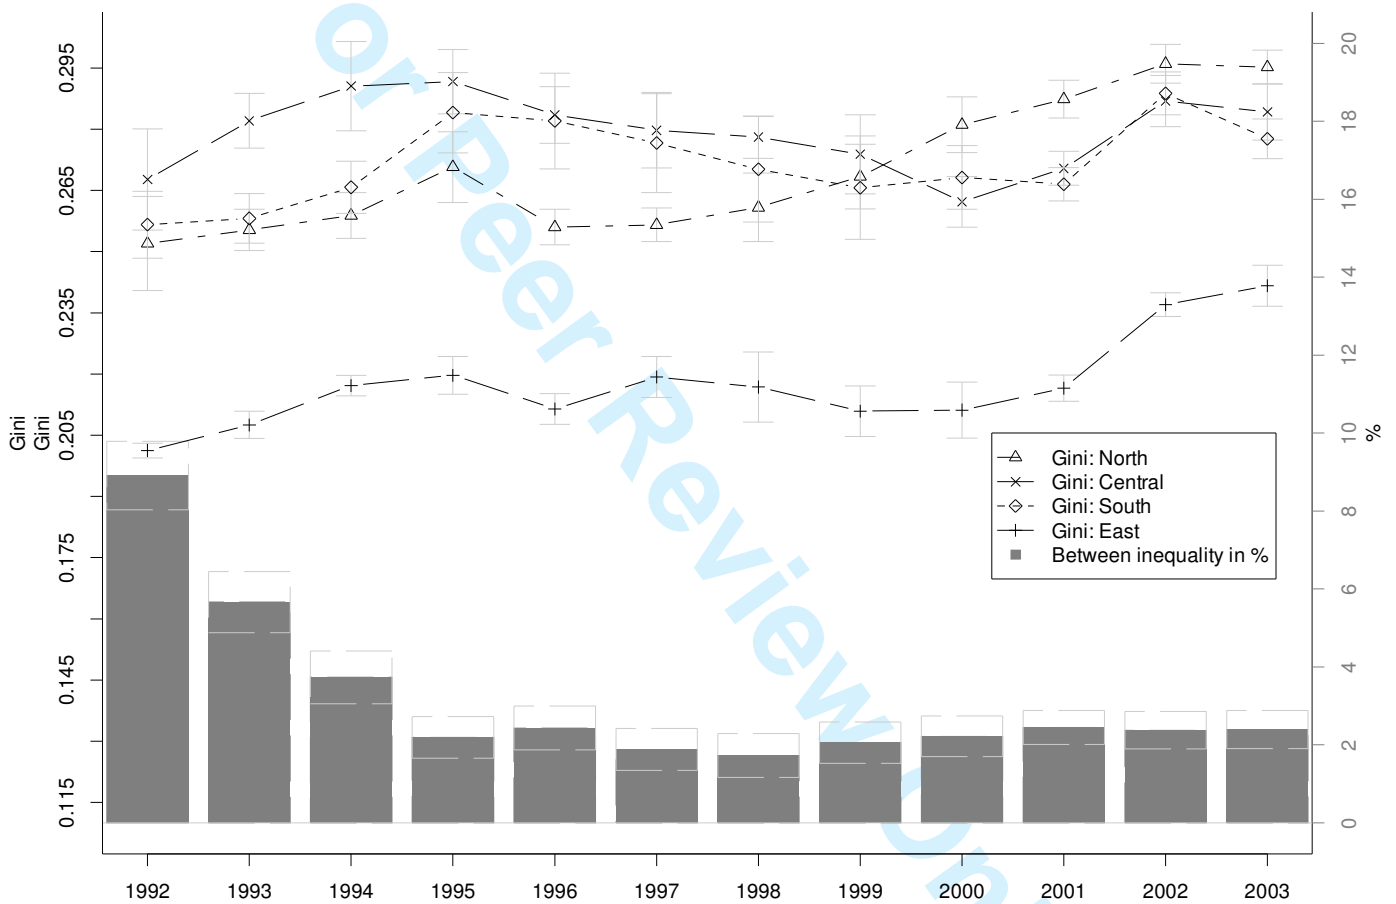 0.295
0.265
0.235
0.205
0.175
0.145
0.115
Gini
Gini
20
18
16
14
12
10
8
6
4
2
0
%
Gini: North
Gini: Central
Gini: South
Gini: East
Between inequality in %
1992 1993 1994 1995 1996 1997 1998 1999 2000 2001 2002 2003
or Peer Review On